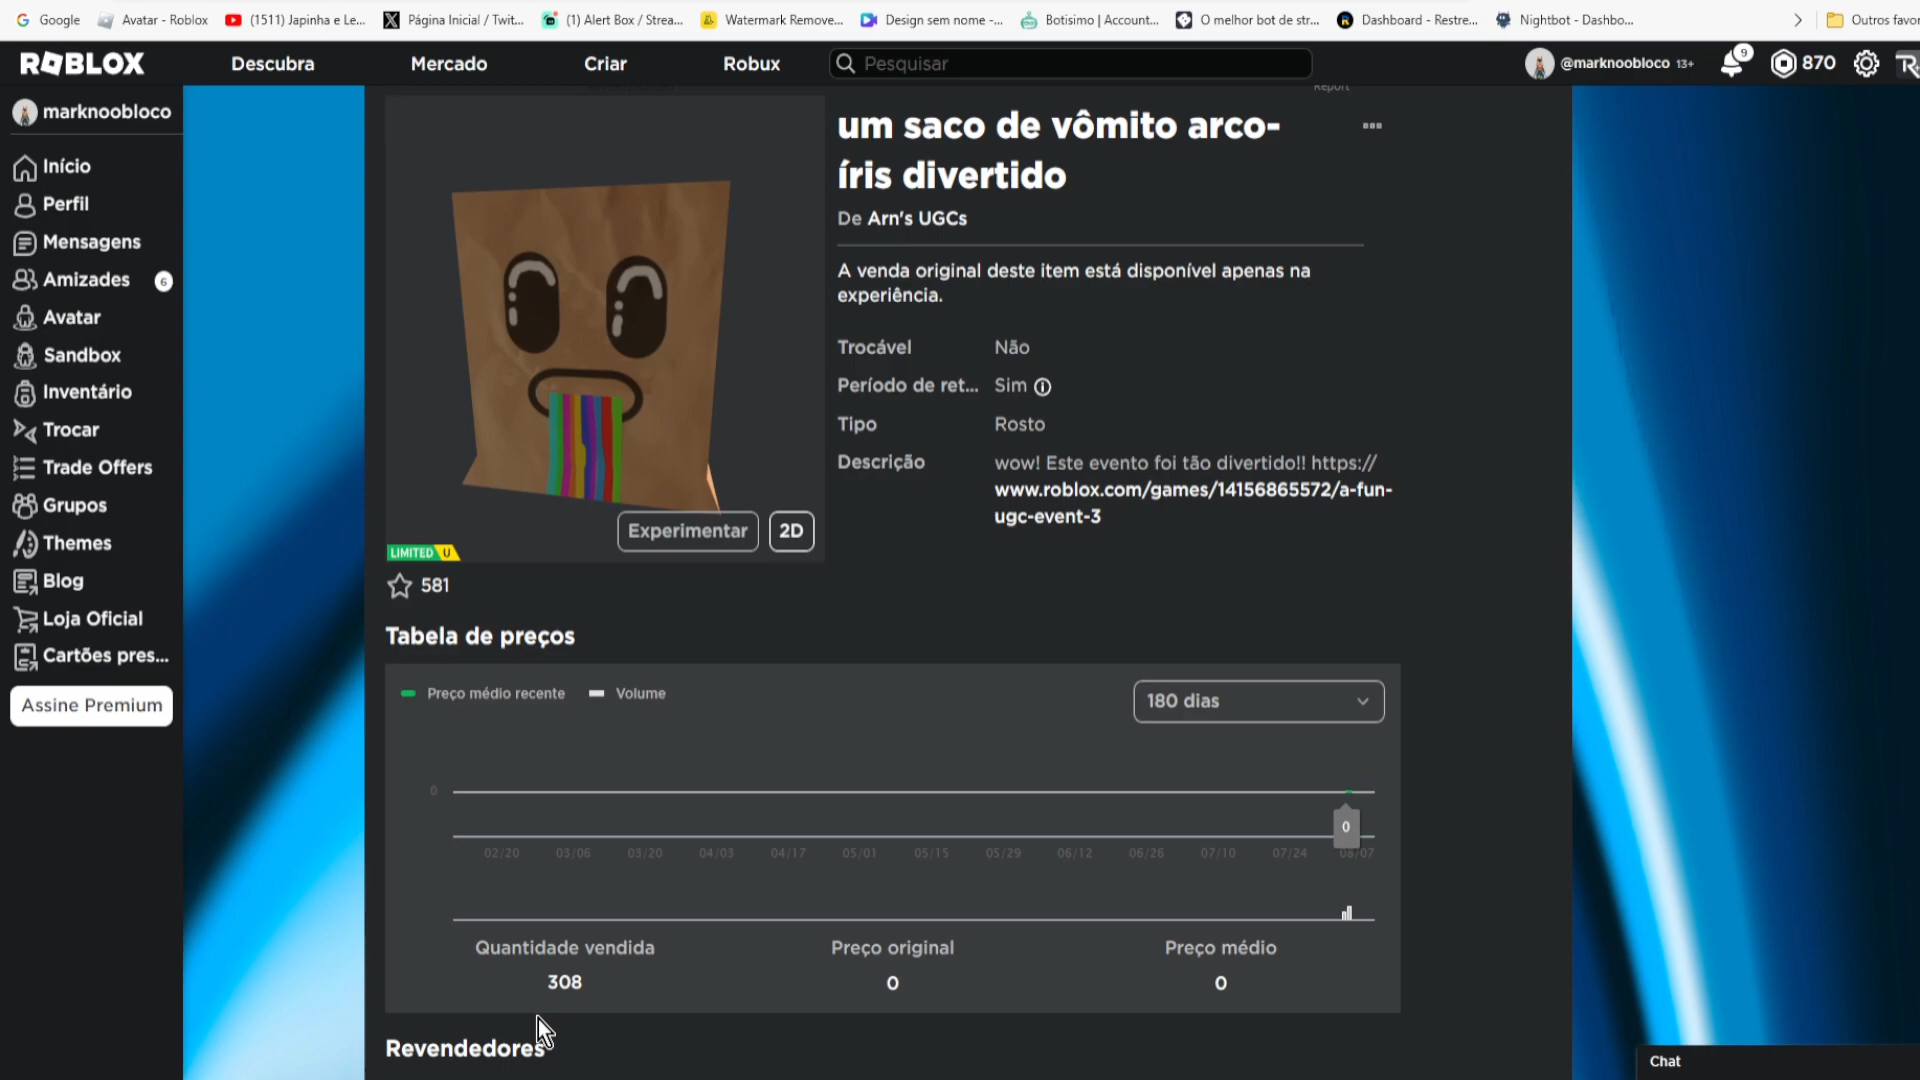 Google
Avatar - Roblox
(1511) Japinha e Le...
Página Inicial / Twit...
(1) Alert Box / Strea...
Watermark Remove...
Design sem nome -...
Botisimo | Account...
O melhor bot de str...
Dashboard - Restre...
Nightbot - Dashbo...
Outros favor
ROBLOX
Descubra
Mercado
Criar
Robux
Pesquisar
@marknoobloco 13+
9
870
marknoobloco
Início
Perfil
Mensagens
Amizades
6
Avatar
Sandbox
Inventário
Trocar
Trade Offers
Grupos
Themes
Blog
Loja Oficial
Cartões pres...
Assine Premium
Report
um saco de vômito arco-
íris divertido
De Arn's UGCs
A venda original deste item está disponível apenas na
experiência.
Trocável Não
Período de ret... Sim
Tipo Rosto
Descrição wow! Este evento foi tão divertido!! https://
www.roblox.com/games/14156865572/a-fun-
ugc-event-3
Experimentar
2D
LIMITED U
581
Tabela de preços
Preço médio recente
Volume
180 dias
0
0
02/20 03/06 03/20 04/03 04/17 05/01 05/15 05/29 06/12 06/26 07/10 07/24 08/07
Quantidade vendida
308
Preço original
0
Preço médio
0
Revendedores
Chat